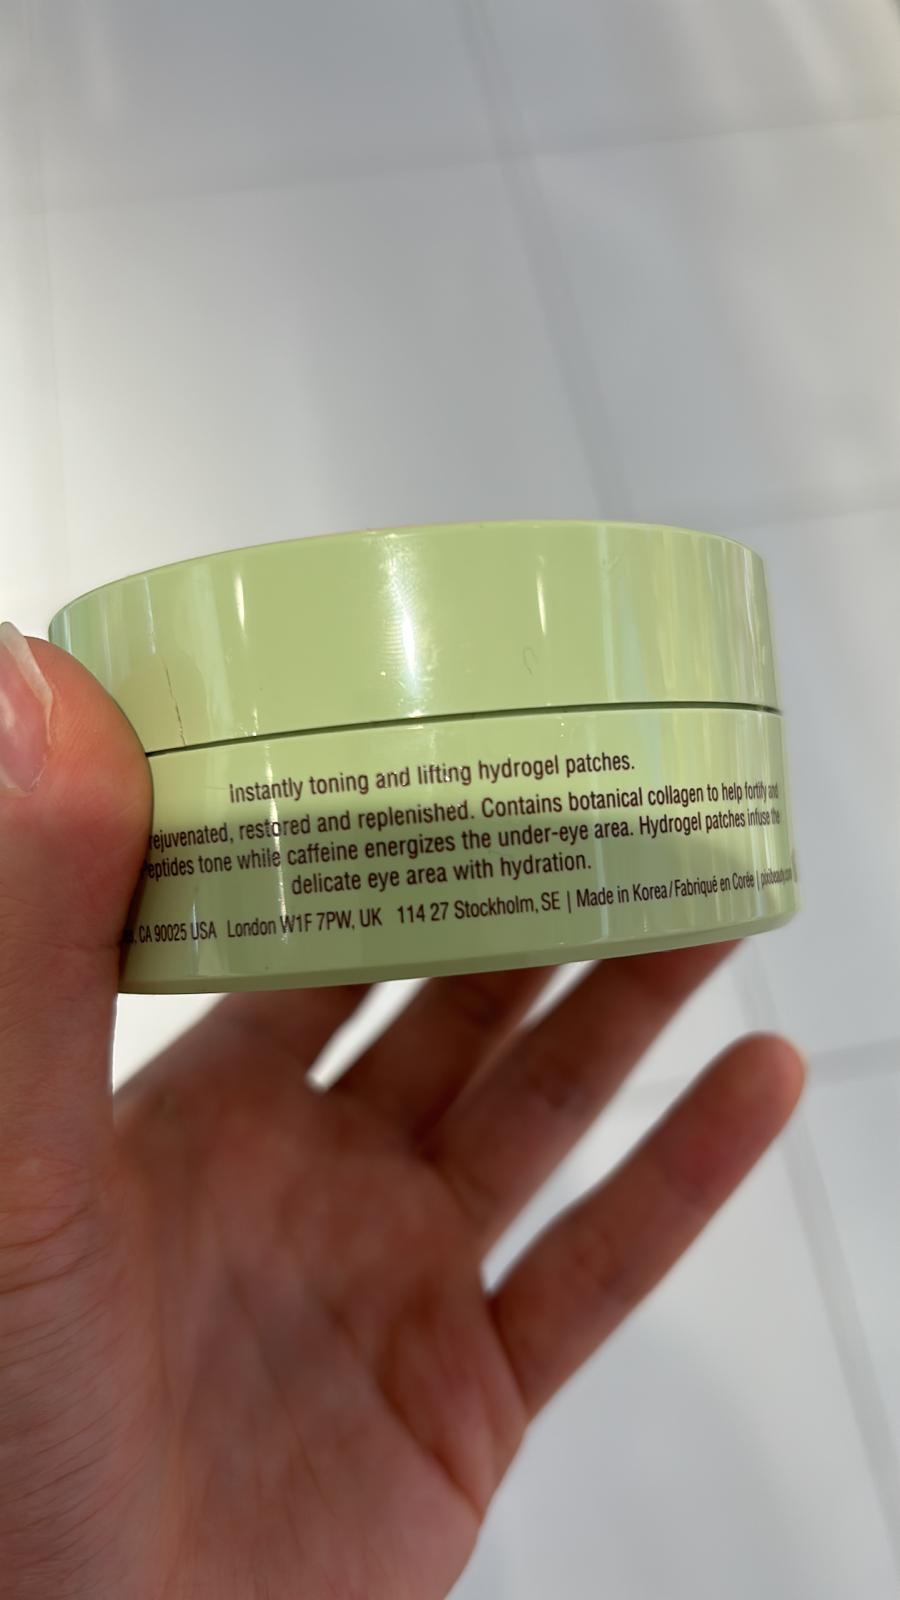 Instantly toning and lifting hydrogel patches.
rejuvenated, restored and replenished. Contains botanical collagen to help fortify and
Peptides tone while caffeine energizes the under-eye area. Hydrogel patches infuse the
delicate eye area with hydration.
CA 90025 USA London W1F 7PW, UK 114 27 Stockholm, SE | Made in Korea/Fabriqué en Corée | pixibeauty.com